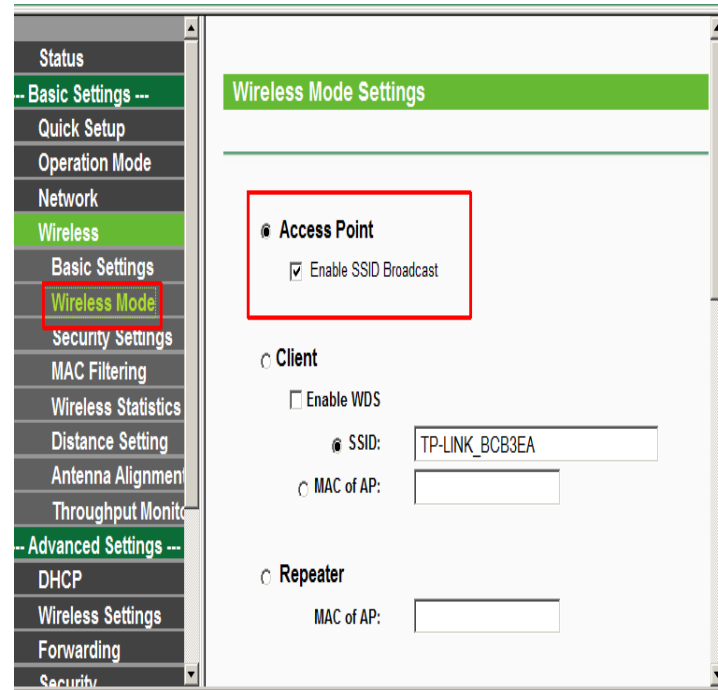 Status
-- Basic Settings ---
Quick Setup
Operation Mode
Network
Wireless
Basic Settings
Wireless Mode
Security Settings
MAC Filtering
Wireless Statistics
Distance Setting
Antenna Alignment
Throughput Monito
-- Advanced Settings ---
DHCP
Wireless Settings
Forwarding
Security
Wireless Mode Settings
Access Point
Enable SSID Broadcast
Client
Enable WDS
SSID: TP-LINK_BCB3EA
MAC of AP:
Repeater
MAC of AP: